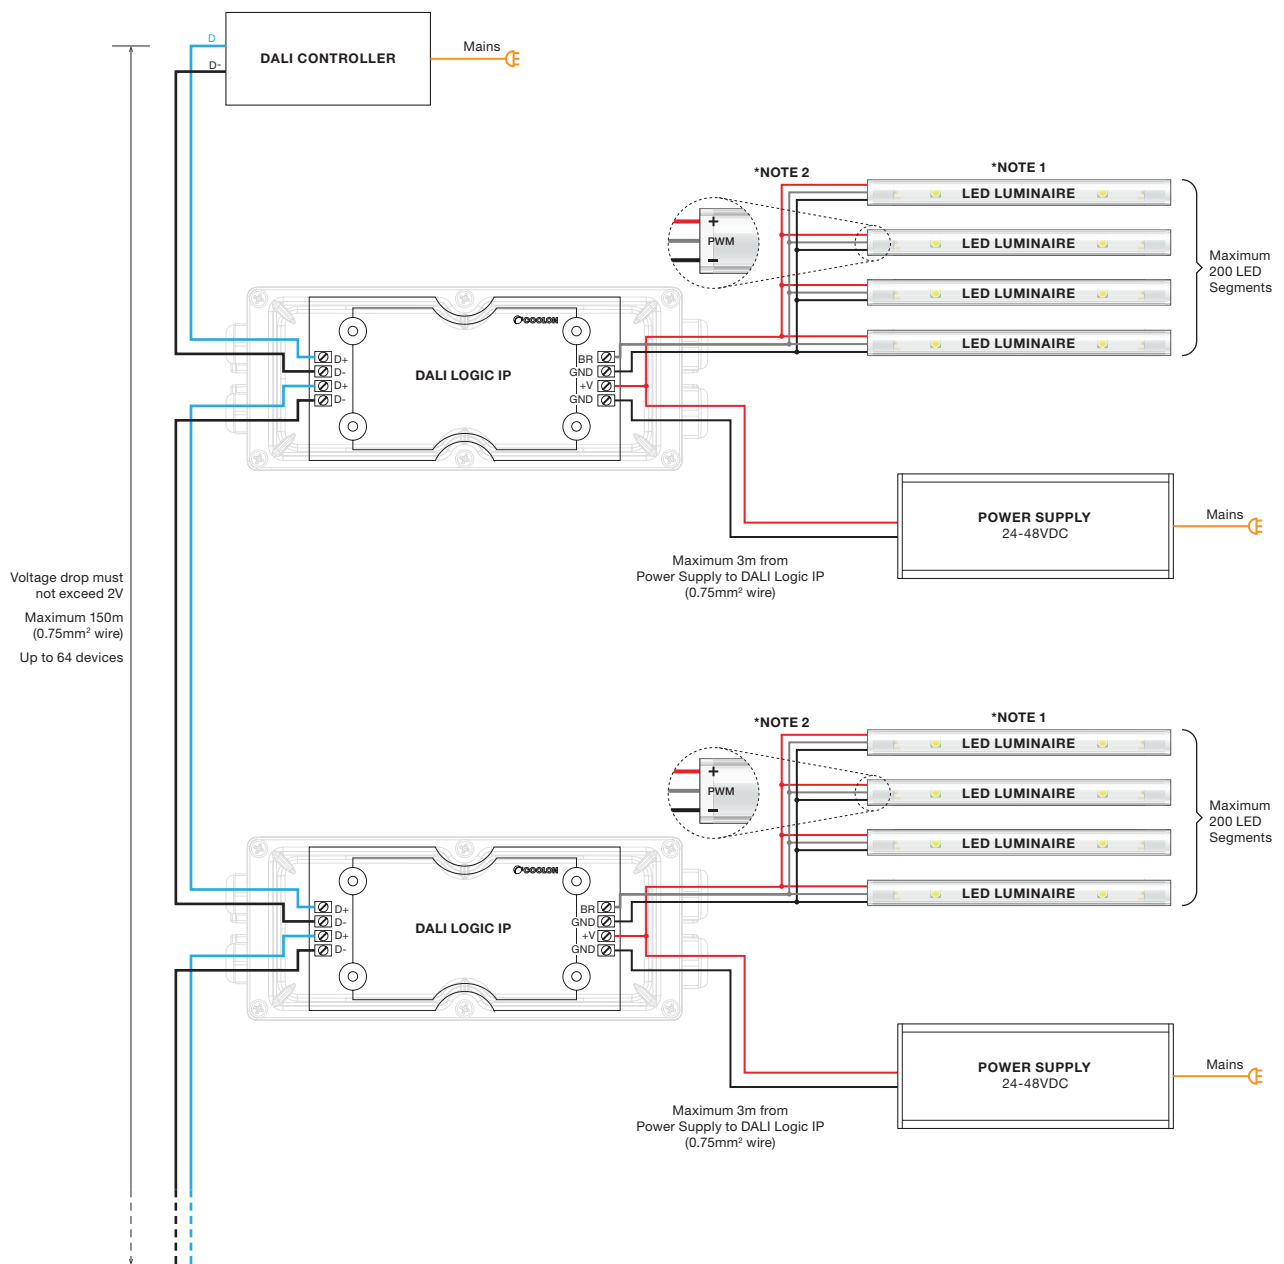 D
D-
DALI CONTROLLER
Mains
*NOTE 2
*NOTE 1
LED LUMINAIRE
+
PWM
-
LED LUMINAIRE
Maximum
200 LED
Segments
LED LUMINAIRE
LED LUMINAIRE
COOLON
D+
D-
D+
D-
DALI LOGIC IP
BR
GND
+V
GND
POWER SUPPLY
24-48VDC
Mains
Maximum 3m from
Power Supply to DALI Logic IP
(0.75mm² wire)
Voltage drop must
not exceed 2V
Maximum 150m
(0.75mm² wire)
Up to 64 devices
*NOTE 2
*NOTE 1
LED LUMINAIRE
+
PWM
-
LED LUMINAIRE
Maximum
200 LED
Segments
LED LUMINAIRE
LED LUMINAIRE
COOLON
D+
D-
D+
D-
DALI LOGIC IP
BR
GND
+V
GND
POWER SUPPLY
24-48VDC
Mains
Maximum 3m from
Power Supply to DALI Logic IP
(0.75mm² wire)